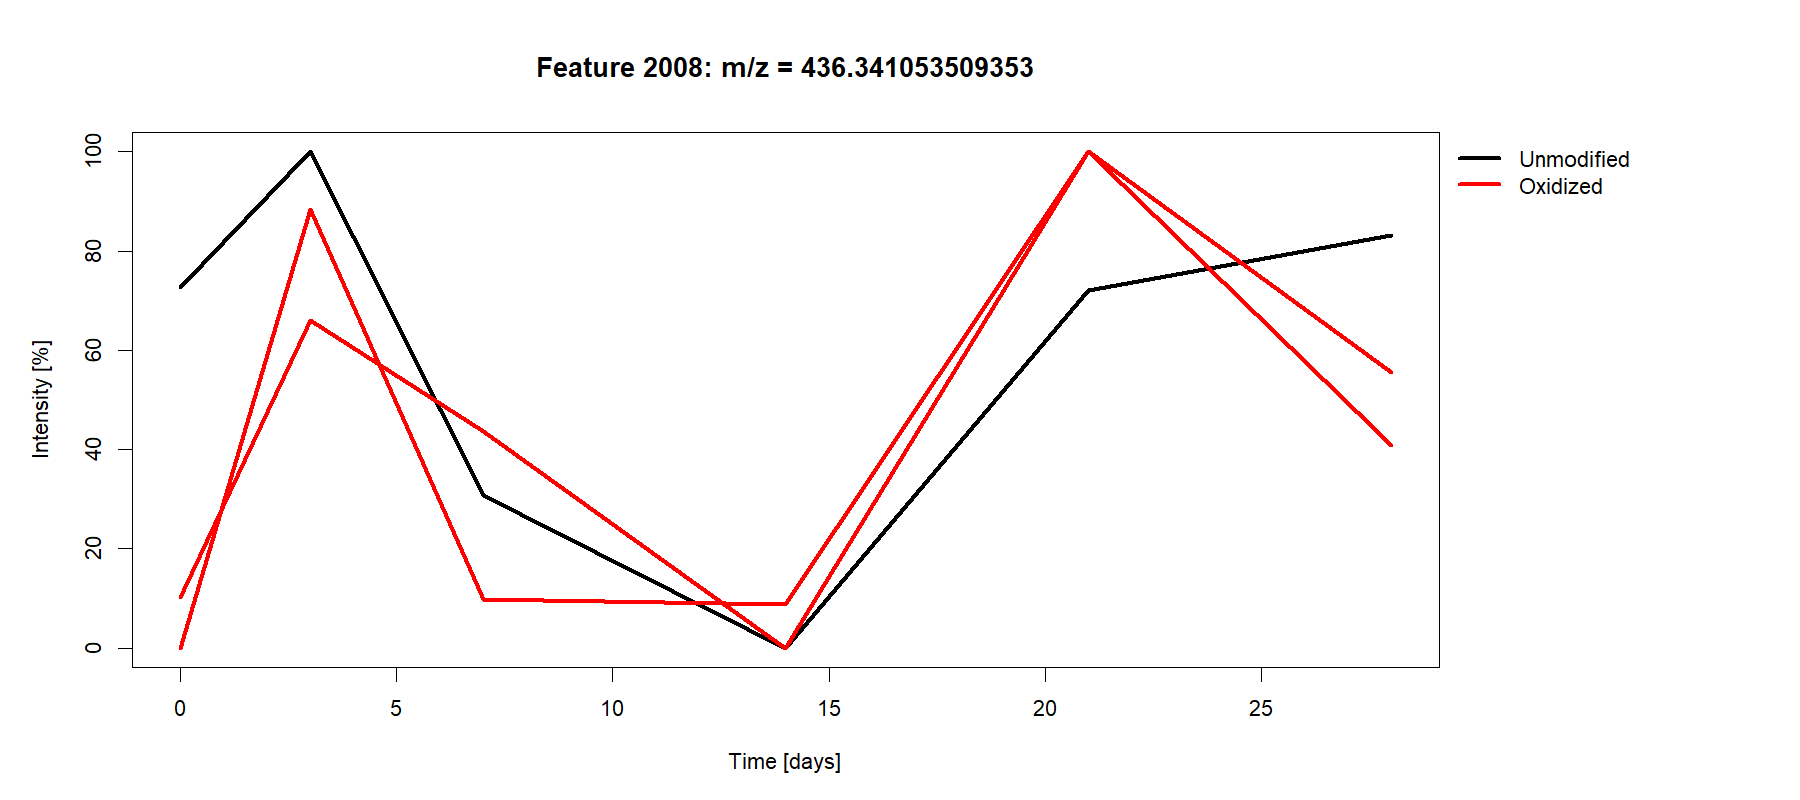 Feature 2008: m/z = 436.341053509353
Unmodified
Oxidized
Intensity [%]
100
80
60
40
20
0
0 5 10 15 20 25
Time [days]